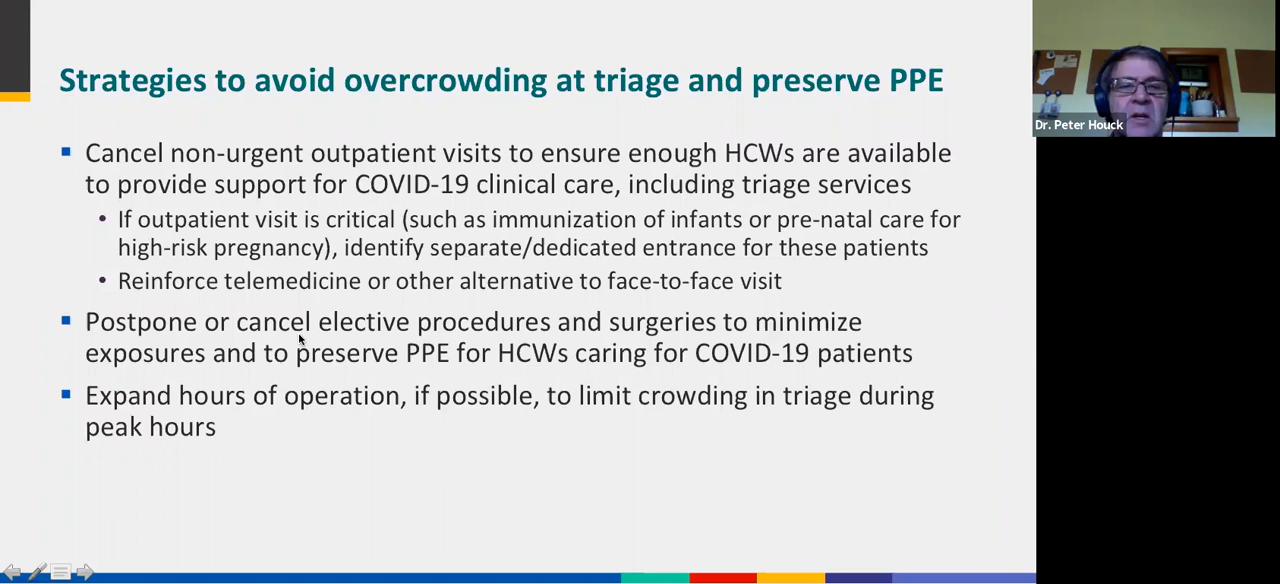 Strategies to avoid overcrowding at triage and preserve PPE
Cancel non-urgent outpatient visits to ensure enough HCWs are available
to provide support for COVID-19 clinical care, including triage services
If outpatient visit is critical (such as immunization of infants or pre-natal care for
high-risk pregnancy), identify separate/dedicated entrance for these patients
Reinforce telemedicine or other alternative to face-to-face visit
Postpone or cancel elective procedures and surgeries to minimize
exposures and to preserve PPE for HCWs caring for COVID-19 patients
Expand hours of operation, if possible, to limit crowding in triage during
peak hours
Dr. Peter Houck